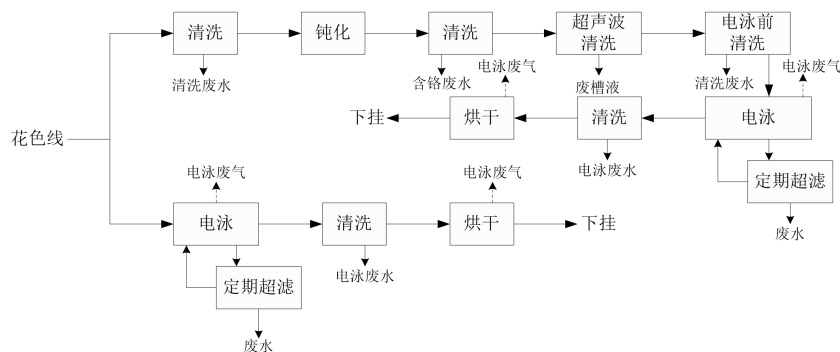 清洗
钝化
清洗
超声波
清洗
电泳前
清洗
清洗废水
含铬废水
电泳废气
废槽液
清洗废水
电泳废气
下挂
烘干
清洗
电泳
花色线
电泳废水
定期超滤
废水
电泳废气
电泳废气
电泳
清洗
烘干
下挂
电泳废水
定期超滤
废水